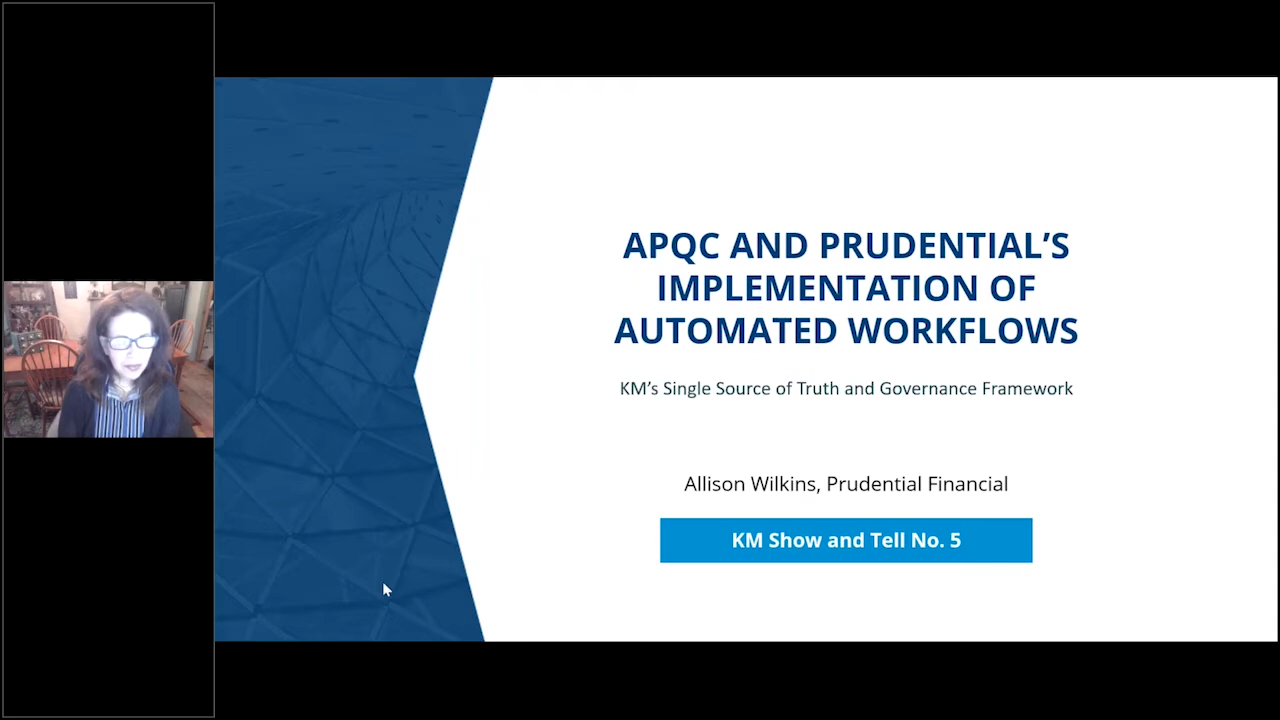 APQC AND PRUDENTIAL’S
IMPLEMENTATION OF
AUTOMATED WORKFLOWS
KM’s Single Source of Truth and Governance Framework
Allison Wilkins, Prudential Financial
KM Show and Tell No. 5